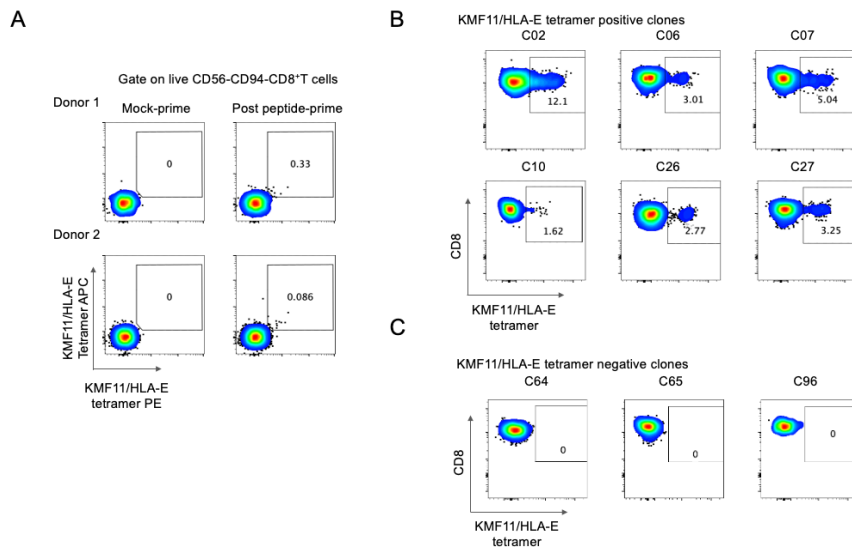 A
Gate on live CD56-CD94-CD8⁺T cells
Donor 1
Mock-prime
Post peptide-prime
0
0.33
Donor 2
0
0.086
KMF11/HLA-E
Tetramer APC
KMF11/HLA-E
tetramer PE
B
KMF11/HLA-E tetramer positive clones
C02
C06
C07
12.1
3.01
5.04
C10
C26
C27
1.62
2.77
3.25
CD8
KMF11/HLA-E
tetramer
C
KMF11/HLA-E tetramer negative clones
C64
C65
C96
0
0
0
CD8
KMF11/HLA-E
tetramer